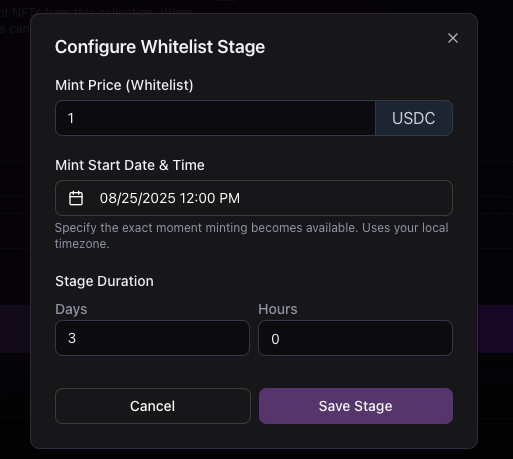 nt NFTs from this collection. When
s can
Configure Whitelist Stage
Mint Price (Whitelist)
1
USDC
Mint Start Date & Time
08/25/2025 12:00 PM
Specify the exact moment minting becomes available. Uses your local
timezone.
Stage Duration
Days
Hours
3
0
Cancel
Save Stage